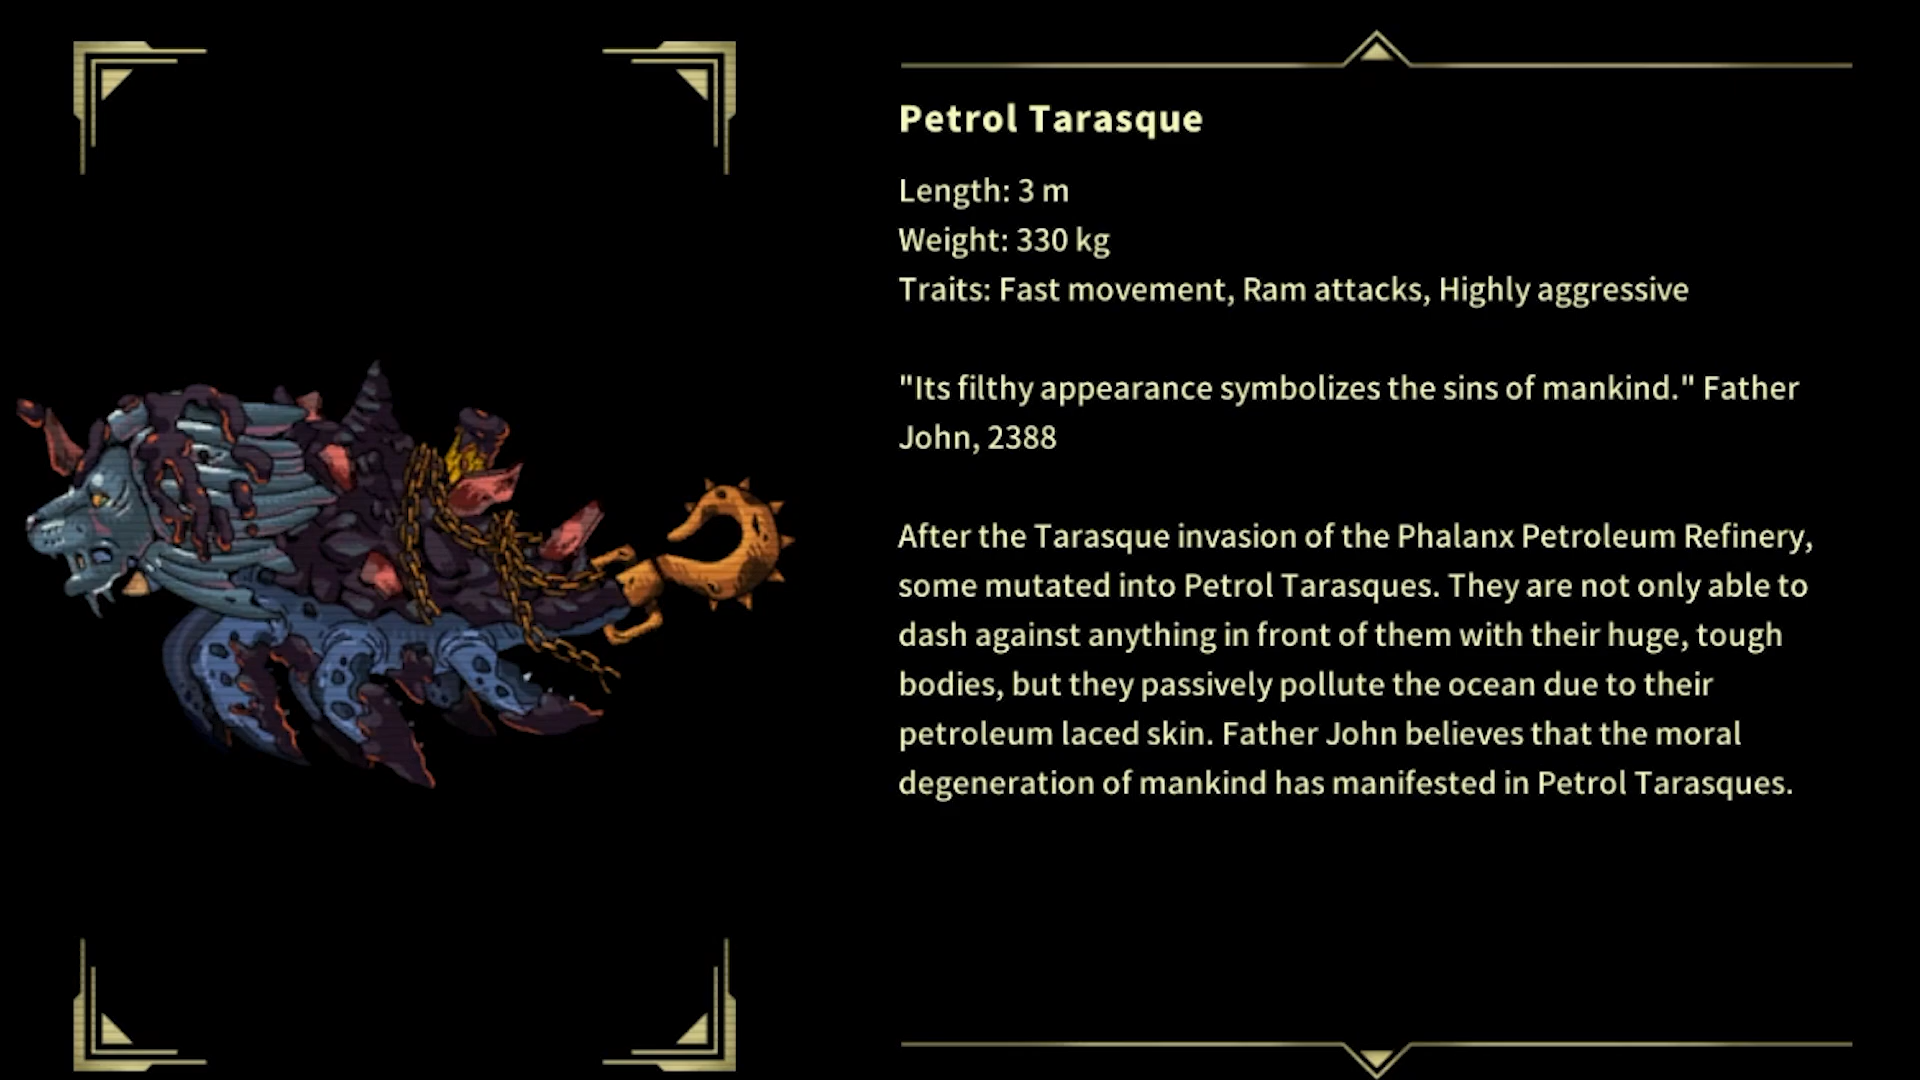 Petrol Tarasque
Length: 3 m
Weight: 330 kg
Traits: Fast movement, Ram attacks, Highly aggressive
"Its filthy appearance symbolizes the sins of mankind." Father
John, 2388
After the Tarasque invasion of the Phalanx Petroleum Refinery,
some mutated into Petrol Tarasques. They are not only able to
dash against anything in front of them with their huge, tough
bodies, but they passively pollute the ocean due to their
petroleum laced skin. Father John believes that the moral
degeneration of mankind has manifested in Petrol Tarasques.